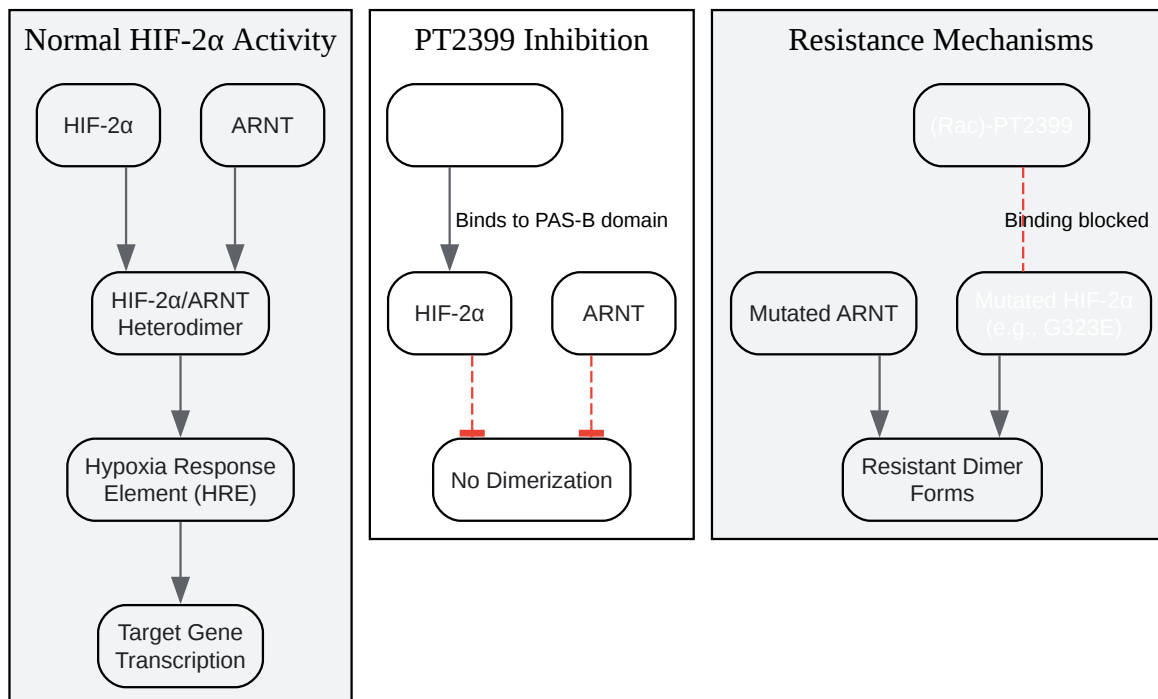 Normal HIF-2α Activity
HIF-2α
ARNT
HIF-2α/ARNT
Heterodimer
Hypoxia Response
Element (HRE)
Target Gene
Transcription
PT2399 Inhibition
Binds to PAS-B domain
HIF-2α
ARNT
No Dimerization
Resistance Mechanisms
(Rac)-PT2399
Binding blocked
Mutated ARNT
Mutated HIF-2α
(e.g., G323E)
Resistant Dimer
Forms